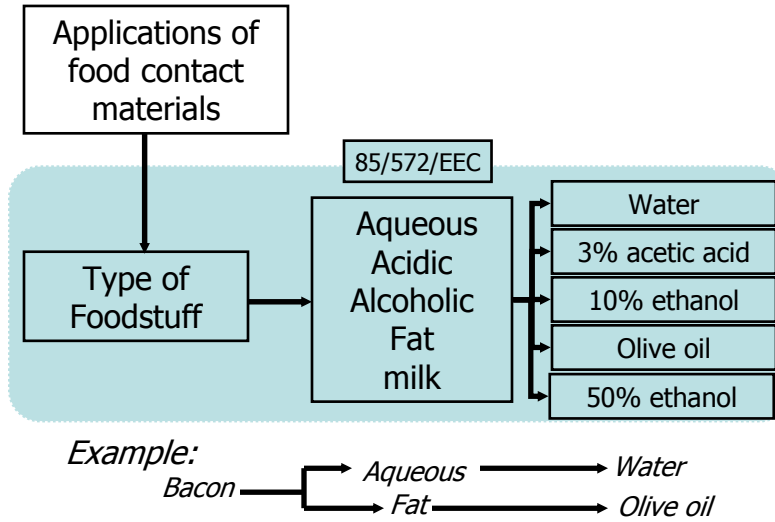 Applications of
food contact
materials
85/572/EEC
Type of
Foodstuff
Aqueous
Acidic
Alcoholic
Fat
milk
Water
3% acetic acid
10% ethanol
Olive oil
50% ethanol
Example:
Bacon
Aqueous
Water
Fat
Olive oil